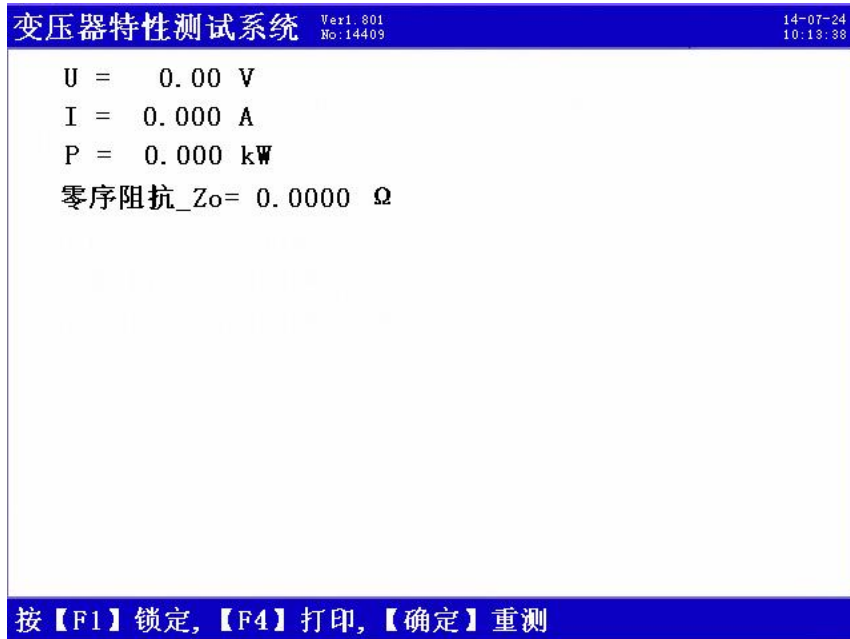 变压器特性测试系统 Ver1.801 14-07-24
No:14409 10:13:38
U = 0.00 V
I = 0.000 A
P = 0.000 kW
零序阻抗_Zo= 0.0000 Ω
按【F1】锁定,【F4】打印,【确定】重测